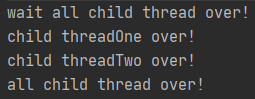 wait all child thread over!
child threadOne over!
child threadTwo over!
all child thread over!